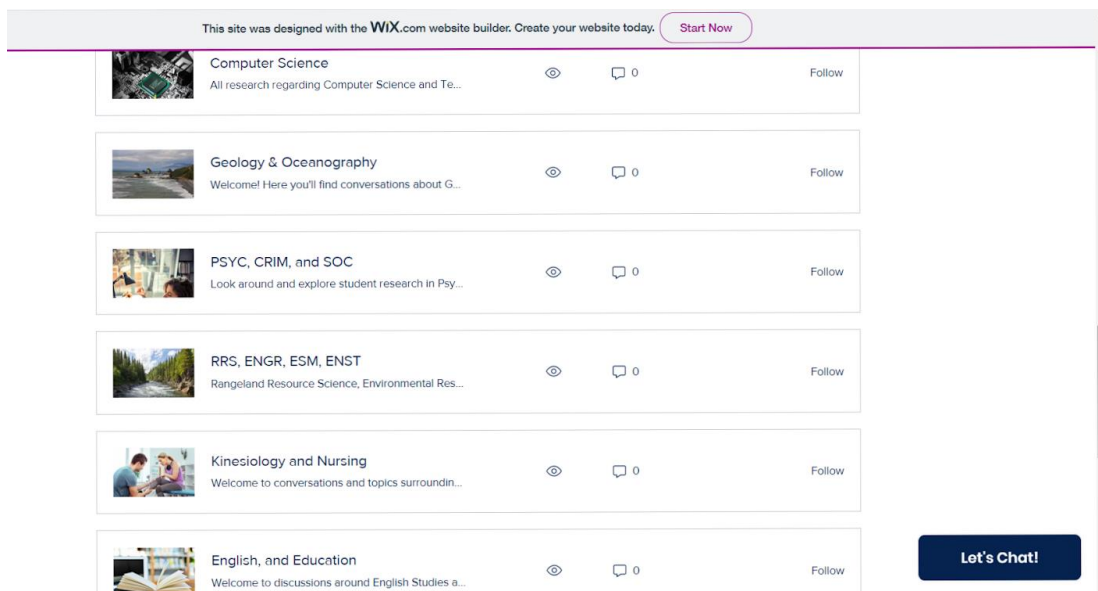 This site was designed with the WiX.com website builder. Create your website today. Start Now
Computer Science
All research regarding Computer Science and Te...
0
Follow
Geology & Oceanography
Welcome! Here you'll find conversations about G...
0
Follow
PSYC, CRIM, and SOC
Look around and explore student research in Psy...
0
Follow
RRS, ENGR, ESM, ENST
Rangeland Resource Science, Environmental Res...
0
Follow
Kinesiology and Nursing
Welcome to conversations and topics surroundin...
0
Follow
English, and Education
Welcome to discussions around English Studies a...
0
Follow
Let's Chat!